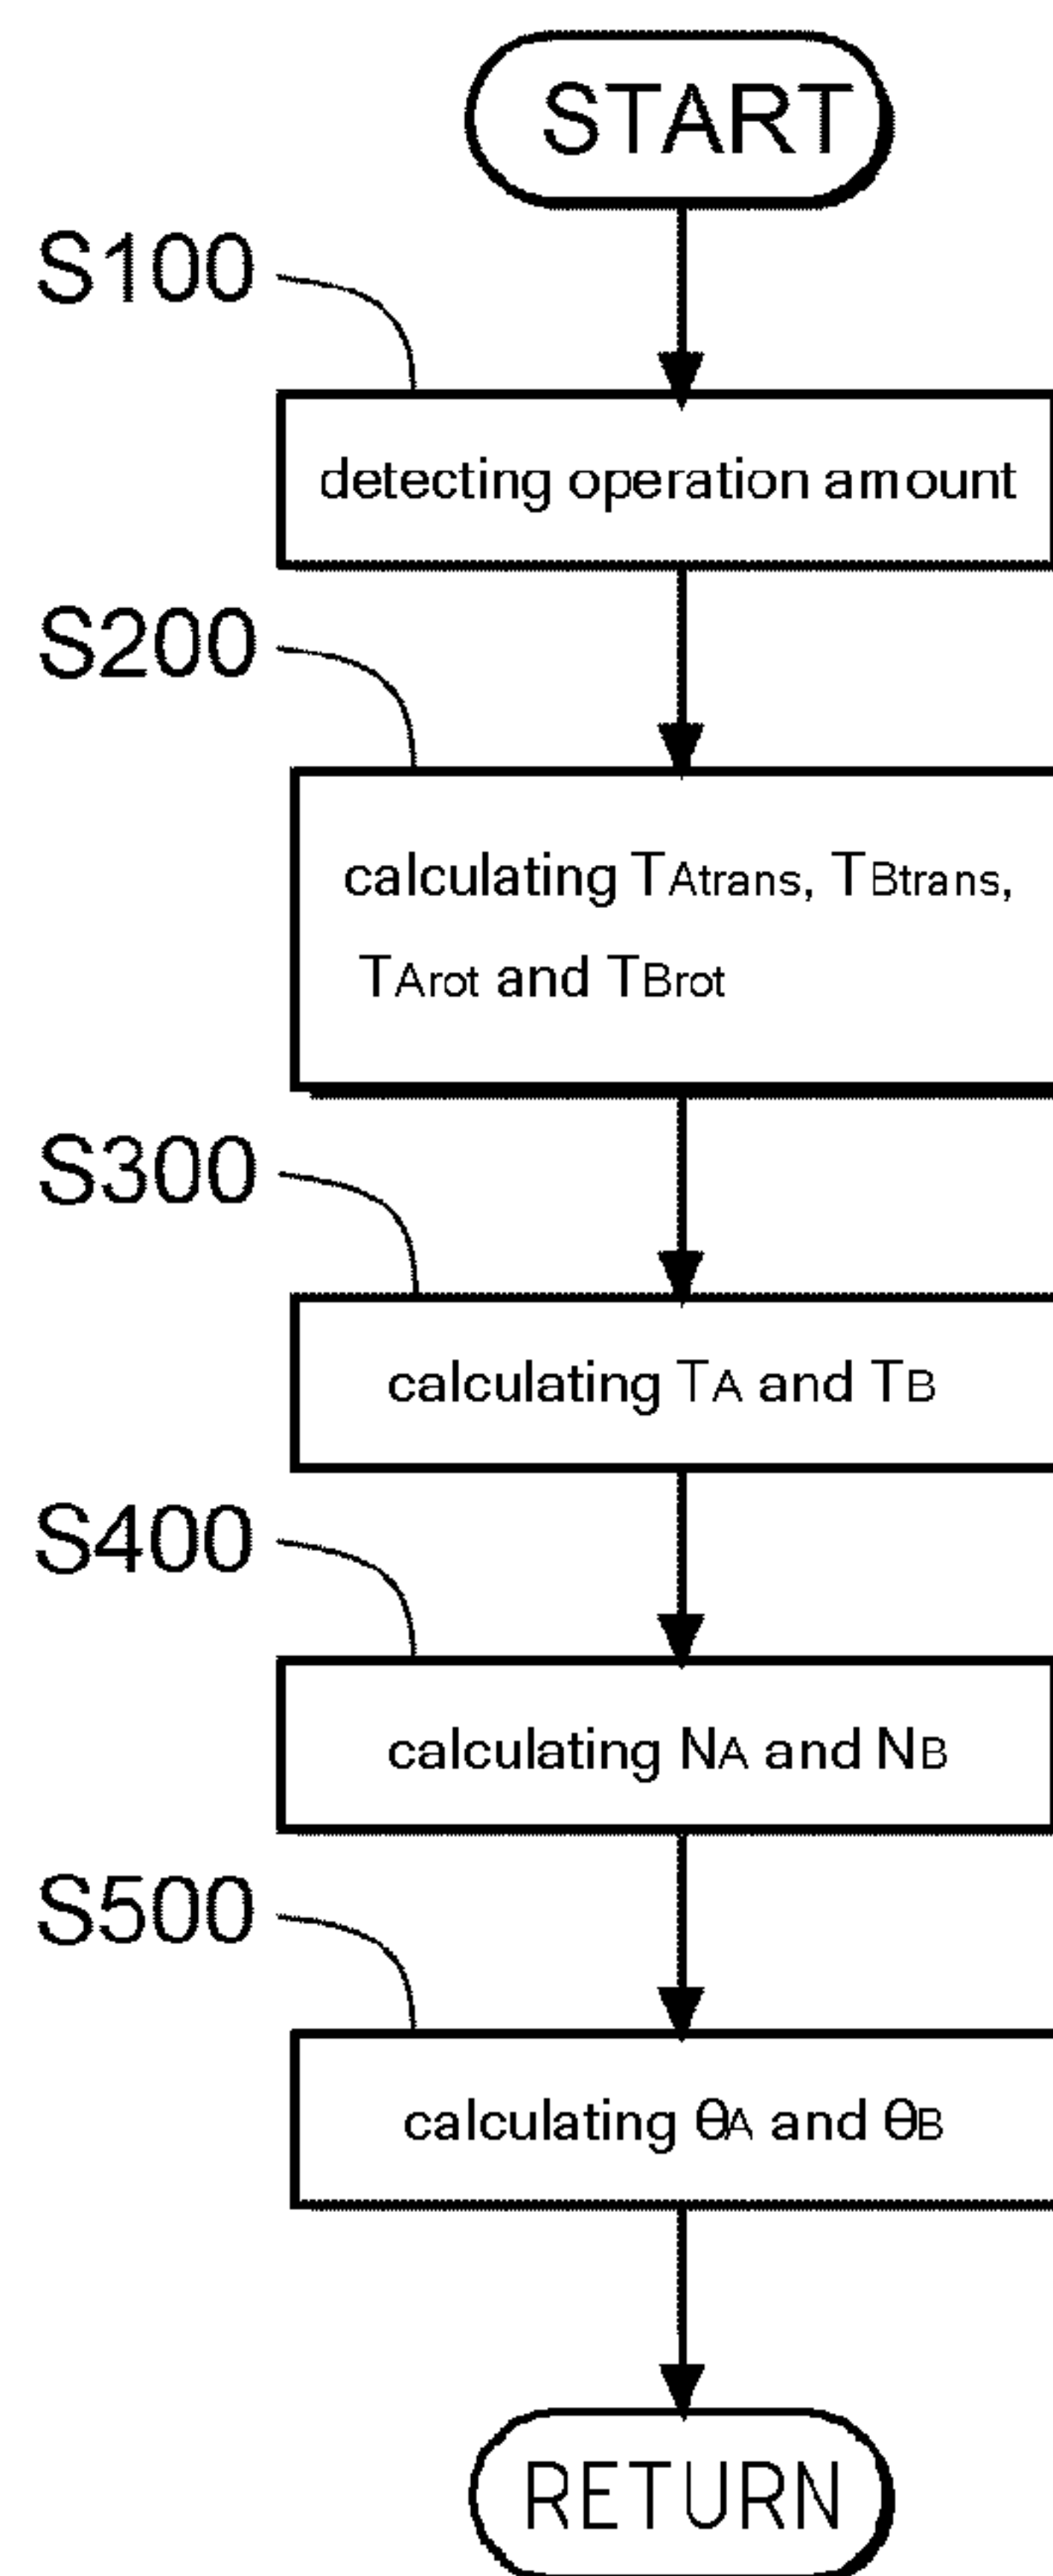 START
S100
detecting operation amount
S200
calculating TAtrans, TBtrans,
TArot and TBrot
S300
calculating TA and TB
S400
calculating NA and NB
S500
calculating θA and θB
RETURN